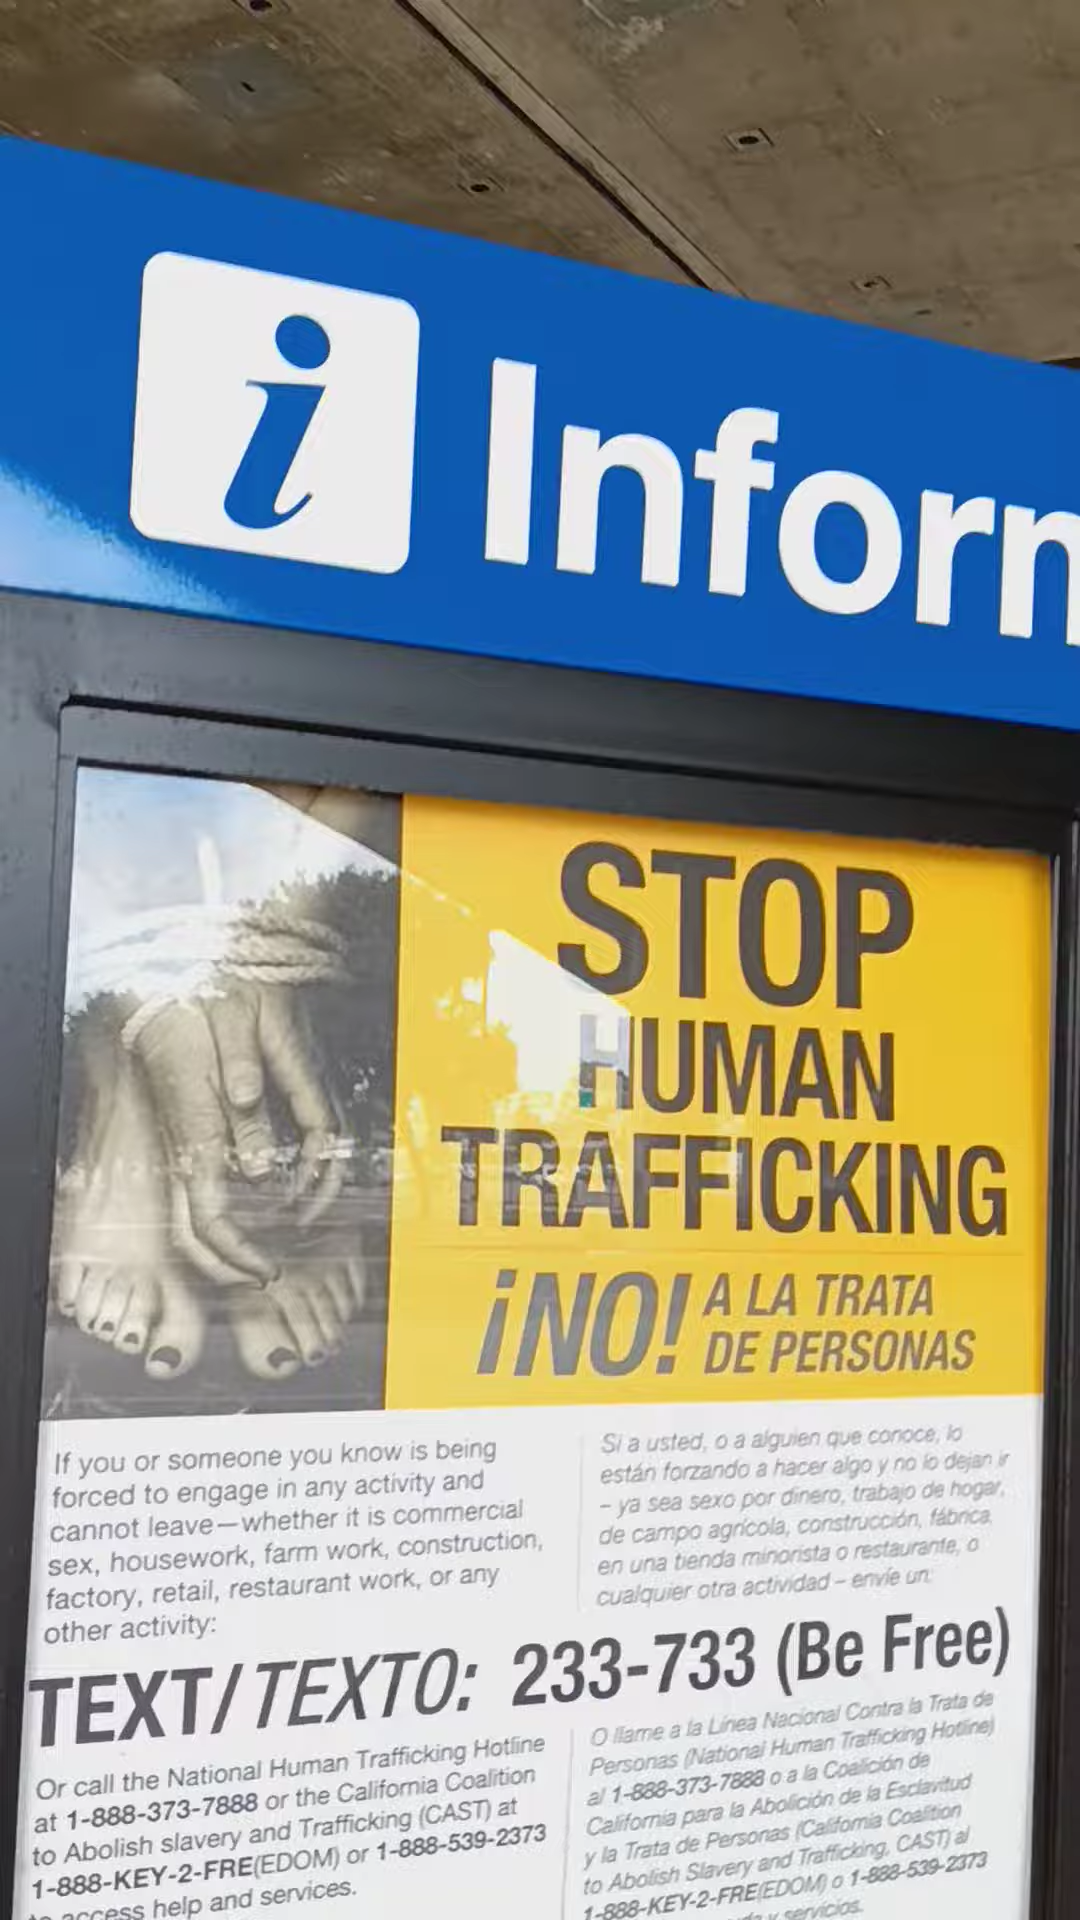 i Inform
STOP
HUMAN
TRAFFICKING
¡NO! A LA TRATA
DE PERSONAS
If you or someone you know is being
forced to engage in any activity and
cannot leave—whether it is commercial
sex, housework, farm work, construction,
factory, retail, restaurant work, or any
other activity:
Si a usted, o a alguien que conoce, lo
están forzando a hacer algo y no lo dejan ir
– ya sea sexo por dinero, trabajo de hogar,
de campo agrícola, construcción, fábrica,
en una tienda minorista o restaurante, o
cualquier otra actividad – envíe un:
TEXT/TEXTO: 233-733 (Be Free)
Or call the National Human Trafficking Hotline
at 1-888-373-7888 or the California Coalition
to Abolish slavery and Trafficking (CAST) at
1-888-KEY-2-FRE(EDOM) or 1-888-539-2373
to access help and services.
O llame a la Línea Nacional Contra la Trata de
Personas (National Human Trafficking Hotline)
al 1-888-373-7888 o a la Coalición de
California para la Abolición de la Esclavitud
y la Trata de Personas (California Coalition
to Abolish Slavery and Trafficking, CAST) al
1-888-KEY-2-FRE(EDOM) o 1-888-539-2373
y servicios.